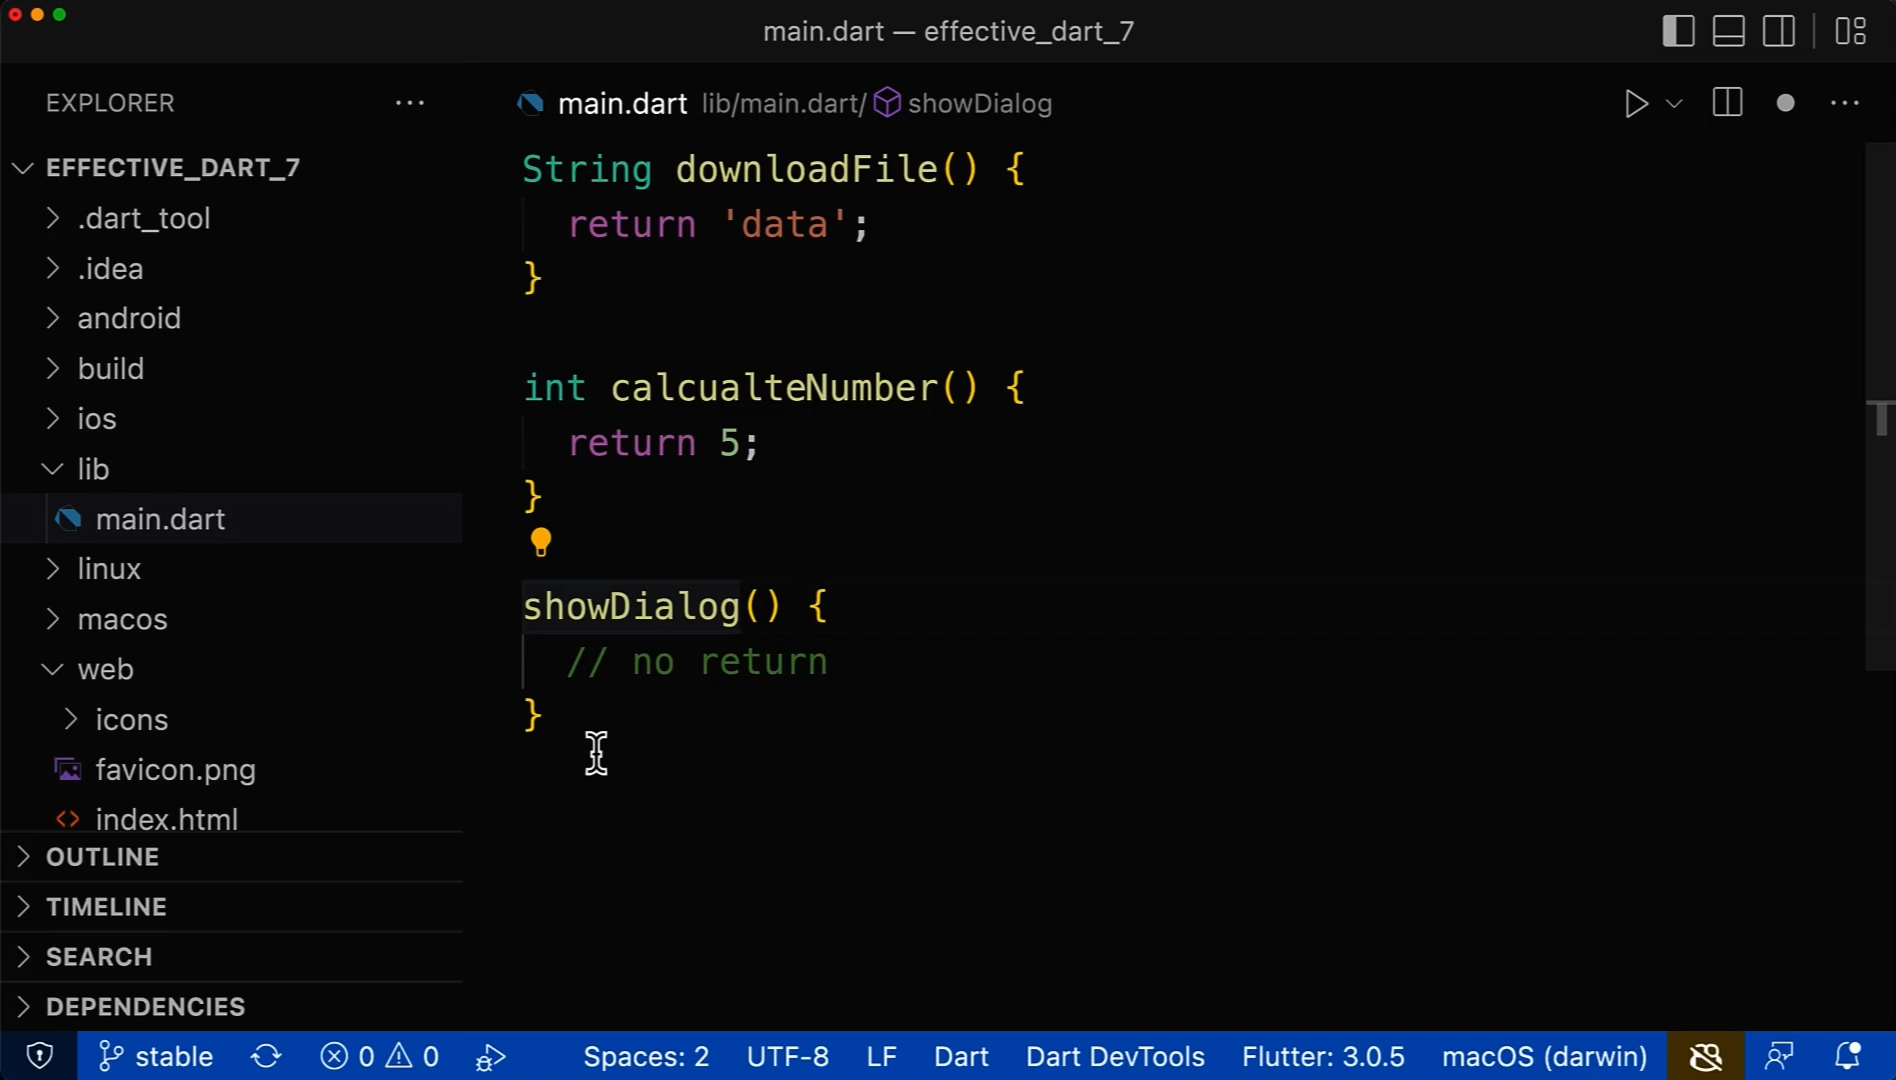 main.dart — effective_dart_7
EXPLORER ...
main.dart lib/main.dart/ showDialog ...
EFFECTIVE_DART_7
.dart_tool
.idea
android
build
ios
lib
main.dart
linux
macos
web
icons
favicon.png
index.html
OUTLINE
TIMELINE
SEARCH
DEPENDENCIES
String downloadFile() {
return 'data';
}
int calcualteNumber() {
return 5;
}
showDialog() {
// no return
}
stable 0 0 Spaces: 2 UTF-8 LF Dart Dart DevTools Flutter: 3.0.5 macOS (darwin)